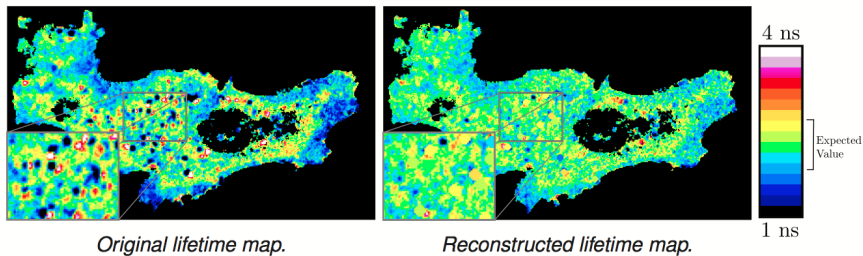 4 ns
Expected
Value
1 ns
Original lifetime map.
Reconstructed lifetime map.